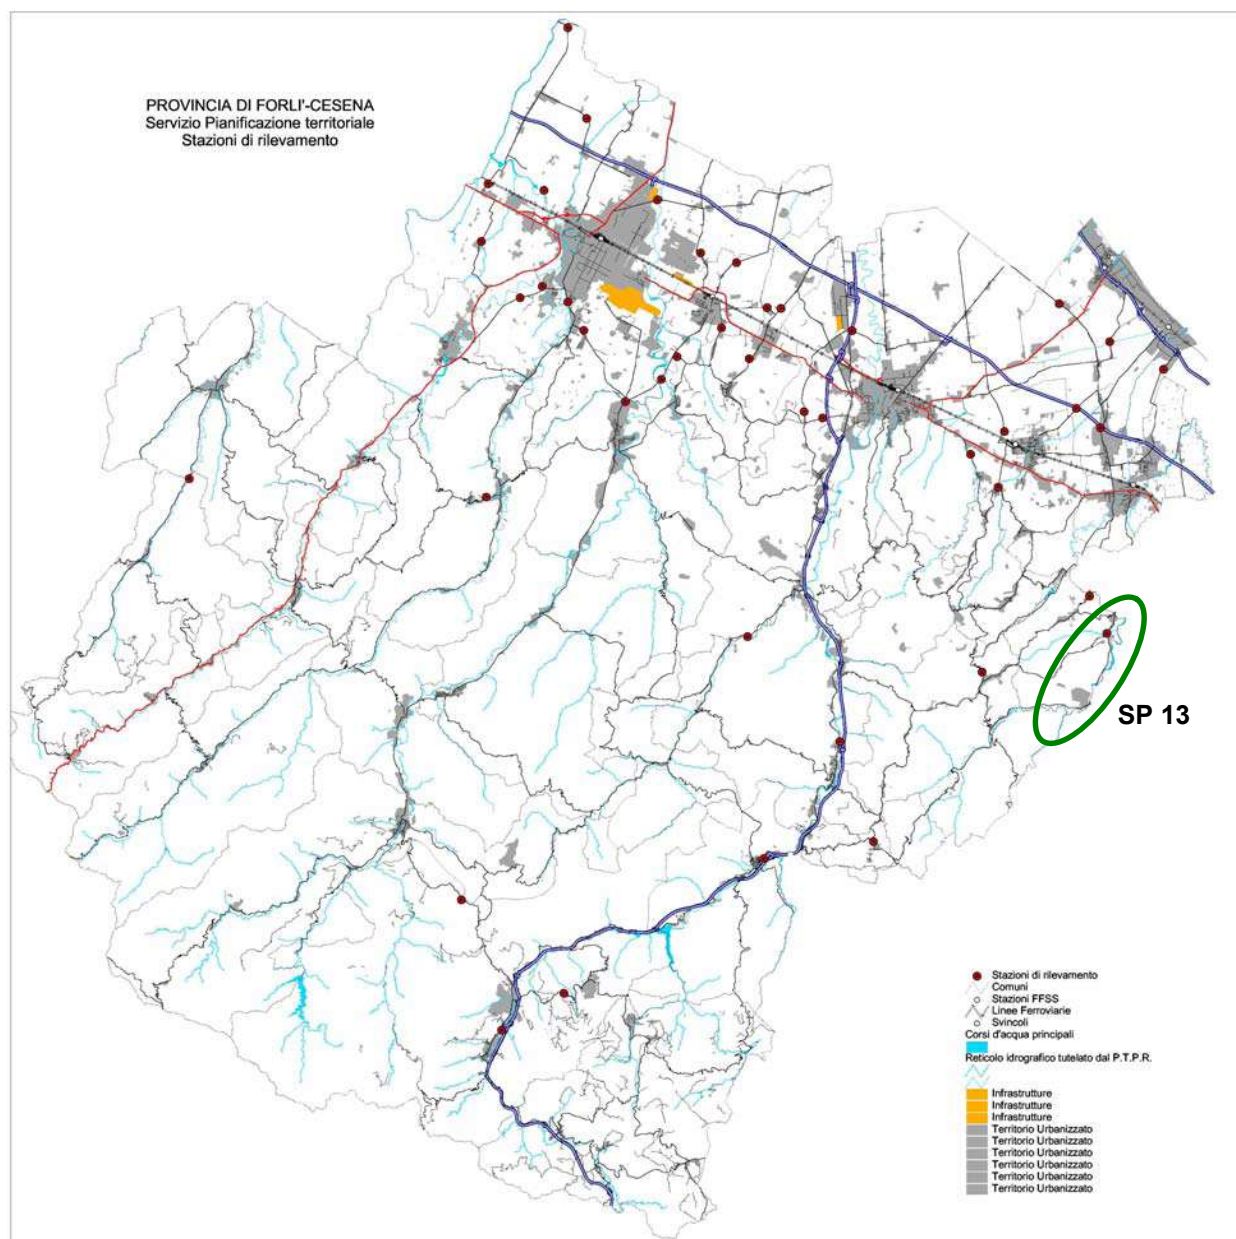 PROVINCIA DI FORLI'-CESENA
Servizio Pianificazione territoriale
Stazioni di rilevamento
SP 13
Stazioni di rilevamento
Comuni
Stazioni FFSS
Linee Ferroviarie
Svincoli
Corsi d'acqua principali
Reticolo idrografico tutelato dal P.T.P.R.
Infrastrutture
Infrastrutture
Infrastrutture
Territorio Urbanizzato
Territorio Urbanizzato
Territorio Urbanizzato
Territorio Urbanizzato
Territorio Urbanizzato
Territorio Urbanizzato